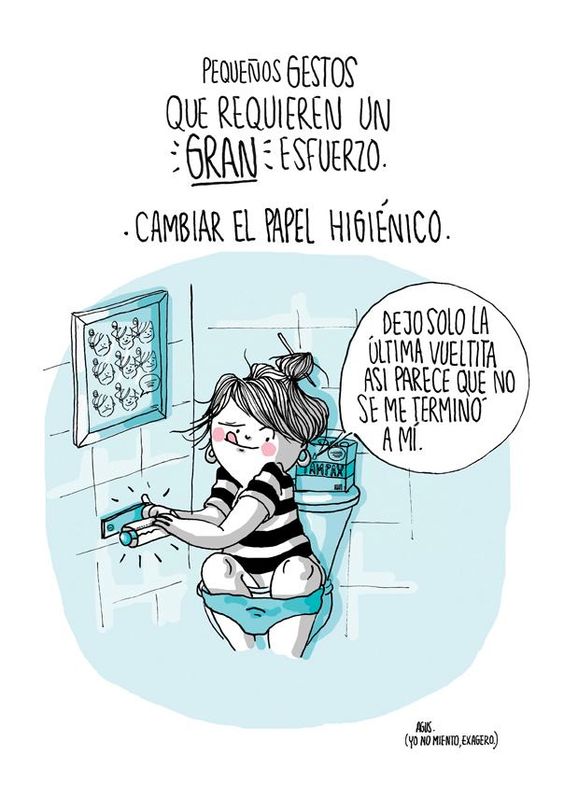 PEQUEÑOS GESTOS
QUE REQUIEREN UN
GRAN ESFUERZO.
. CAMBIAR EL PAPEL HIGIÉNICO.
DEJO SOLO LA
ÚLTIMA VUELTITA
ASI PARECE QUE NO
SE ME TERMINÓ
A MÍ.
TAMPAX
AGUS.
(YO NO MIENTO, EXAGERO.)